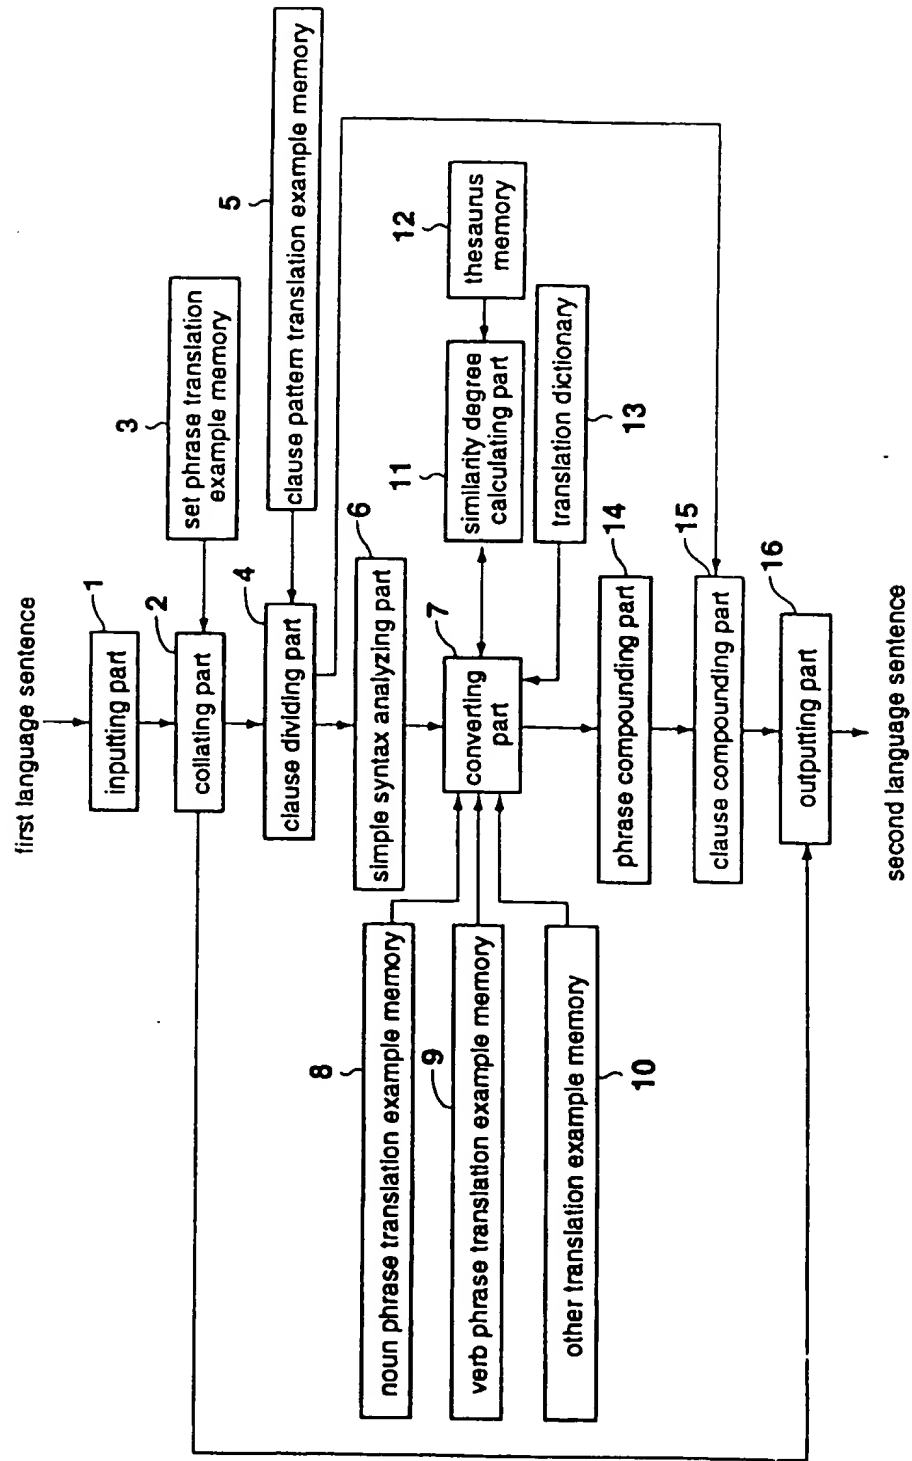 first language sentence
1
inputting part
2
collating part
3
set phrase translation
example memory
4
clause dividing part
5
clause pattern translation example memory
6
simple syntax analyzing part
7
converting
part
8
noun phrase translation example memory
9
verb phrase translation example memory
10
other translation example memory
11
similarity degree
calculating part
12
thesaurus
memory
13
translation dictionary
14
phrase compounding part
15
clause compounding part
16
outputting part
second language sentence